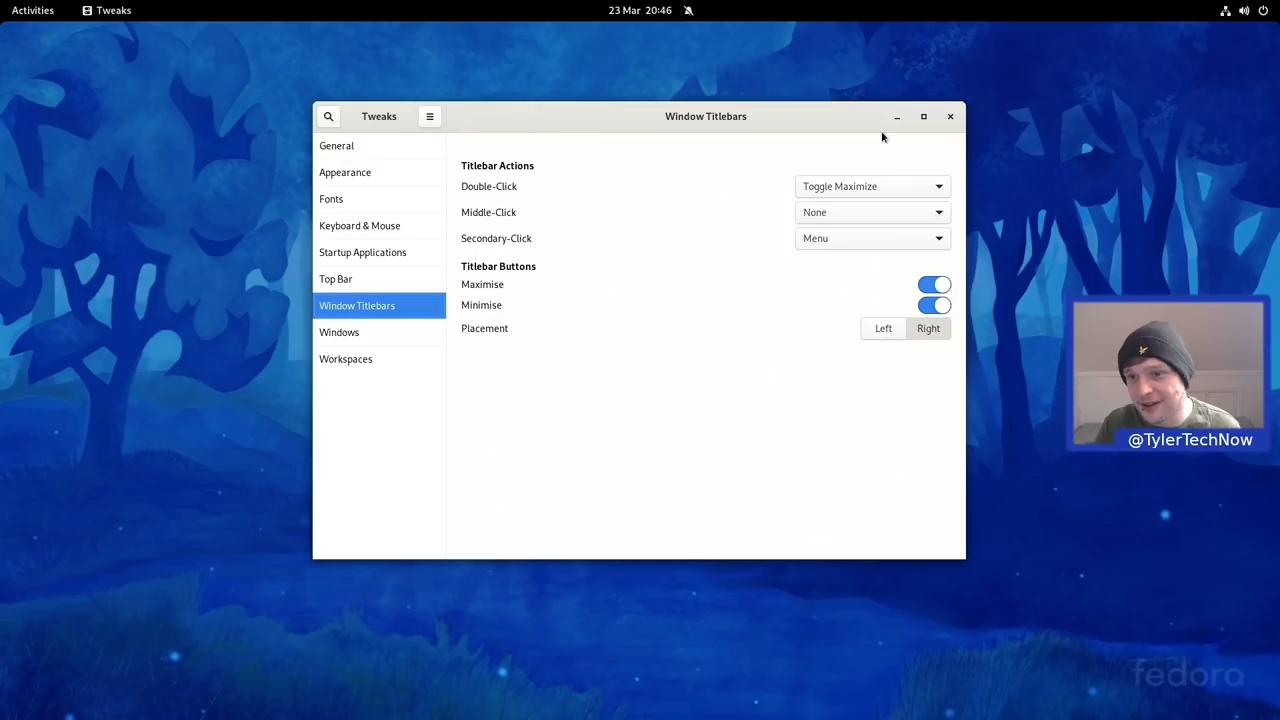 Activities
Tweaks
23 Mar 20:46
Tweaks
Window Titlebars
General
Appearance
Fonts
Keyboard & Mouse
Startup Applications
Top Bar
Window Titlebars
Windows
Workspaces
Titlebar Actions
Double-Click
Toggle Maximize
Middle-Click
None
Secondary-Click
Menu
Titlebar Buttons
Maximise
Minimise
Placement
Left
Right
@TylerTechNow
fedora